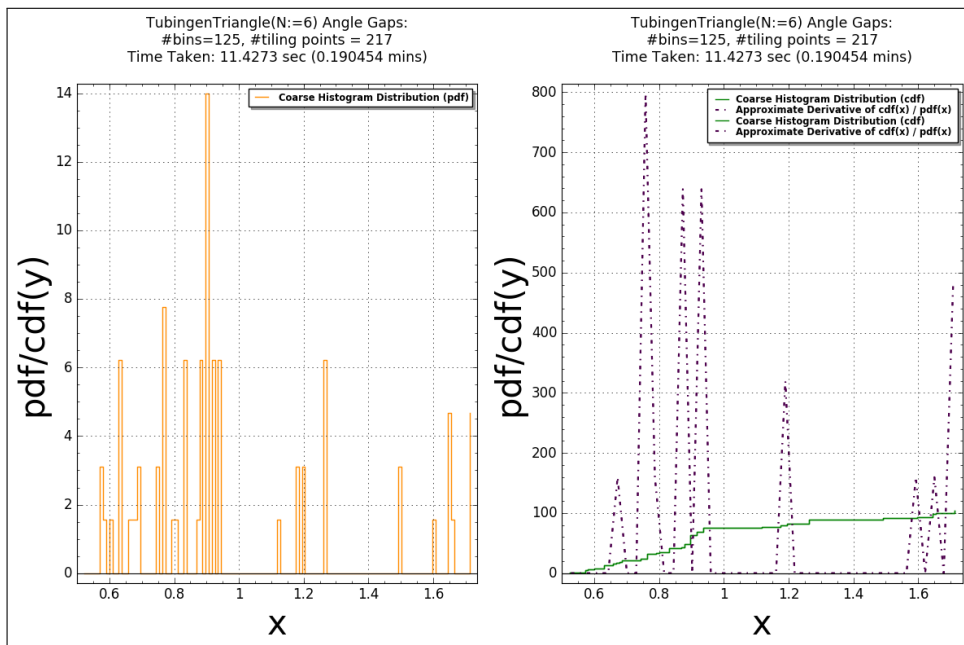 TubingenTriangle(N:=6) Angle Gaps:
#bins=125, #tiling points = 217
Time Taken: 11.4273 sec (0.190454 mins)
Coarse Histogram Distribution (pdf)
pdf/cdf(y)
14
12
10
8
6
4
2
0
0.6 0.8 1 1.2 1.4 1.6
x
TubingenTriangle(N:=6) Angle Gaps:
#bins=125, #tiling points = 217
Time Taken: 11.4273 sec (0.190454 mins)
Coarse Histogram Distribution (cdf)
Approximate Derivative of cdf(x) / pdf(x)
Coarse Histogram Distribution (cdf)
Approximate Derivative of cdf(x) / pdf(x)
pdf/cdf(y)
800
700
600
500
400
300
200
100
0
0.6 0.8 1 1.2 1.4 1.6
x